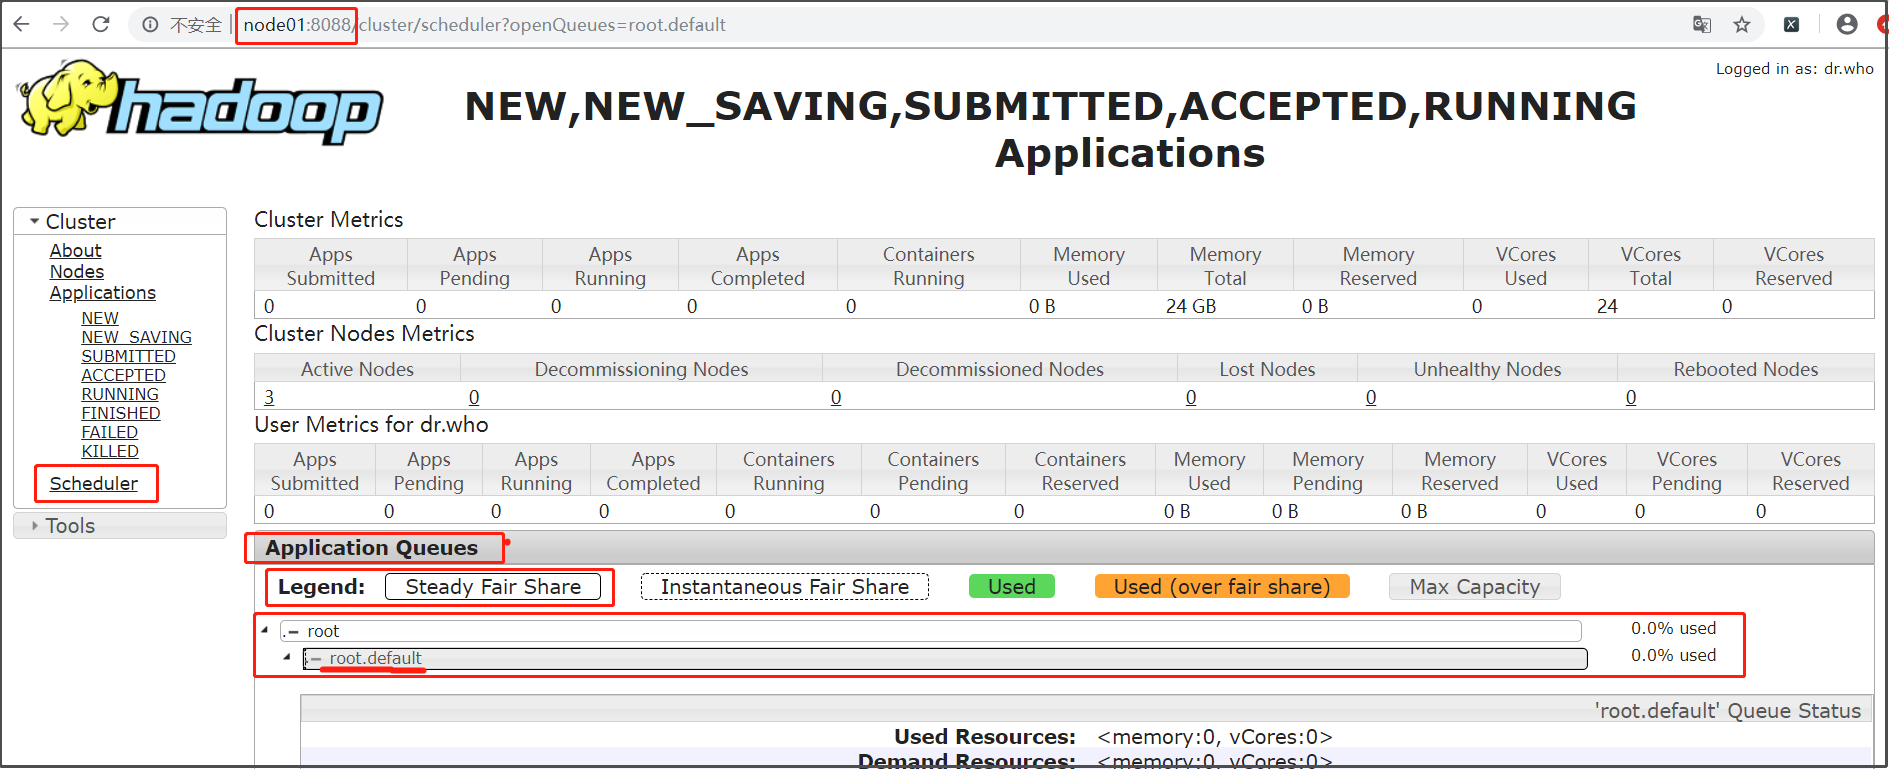 不安全 node01:8088/cluster/scheduler?openQueues=root.default
Logged in as: dr.who
hadoop
NEW,NEW_SAVING,SUBMITTED,ACCEPTED,RUNNING
Applications
Cluster
About
Nodes
Applications
NEW
NEW_SAVING
SUBMITTED
ACCEPTED
RUNNING
FINISHED
FAILED
KILLED
Scheduler
Tools
Cluster Metrics
Apps Submitted Apps Pending Apps Running Apps Completed Containers Running Memory Used Memory Total Memory Reserved VCores Used VCores Total VCores Reserved
0 0 0 0 0 0 B 24 GB 0 B 0 24 0
Cluster Nodes Metrics
Active Nodes Decommissioning Nodes Decommissioned Nodes Lost Nodes Unhealthy Nodes Rebooted Nodes
3 0 0 0 0 0
User Metrics for dr.who
Apps Submitted Apps Pending Apps Running Apps Completed Containers Running Containers Pending Containers Reserved Memory Used Memory Pending Memory Reserved VCores Used VCores Pending VCores Reserved
0 0 0 0 0 0 0 0 B 0 B 0 B 0 0 0
Application Queues
Legend: Steady Fair Share Instantaneous Fair Share Used Used (over fair share) Max Capacity
root 0.0% used
root.default 0.0% used
'root.default' Queue Status
Used Resources: <memory:0, vCores:0>
Demand Resources: <memory:0, vCores:0>